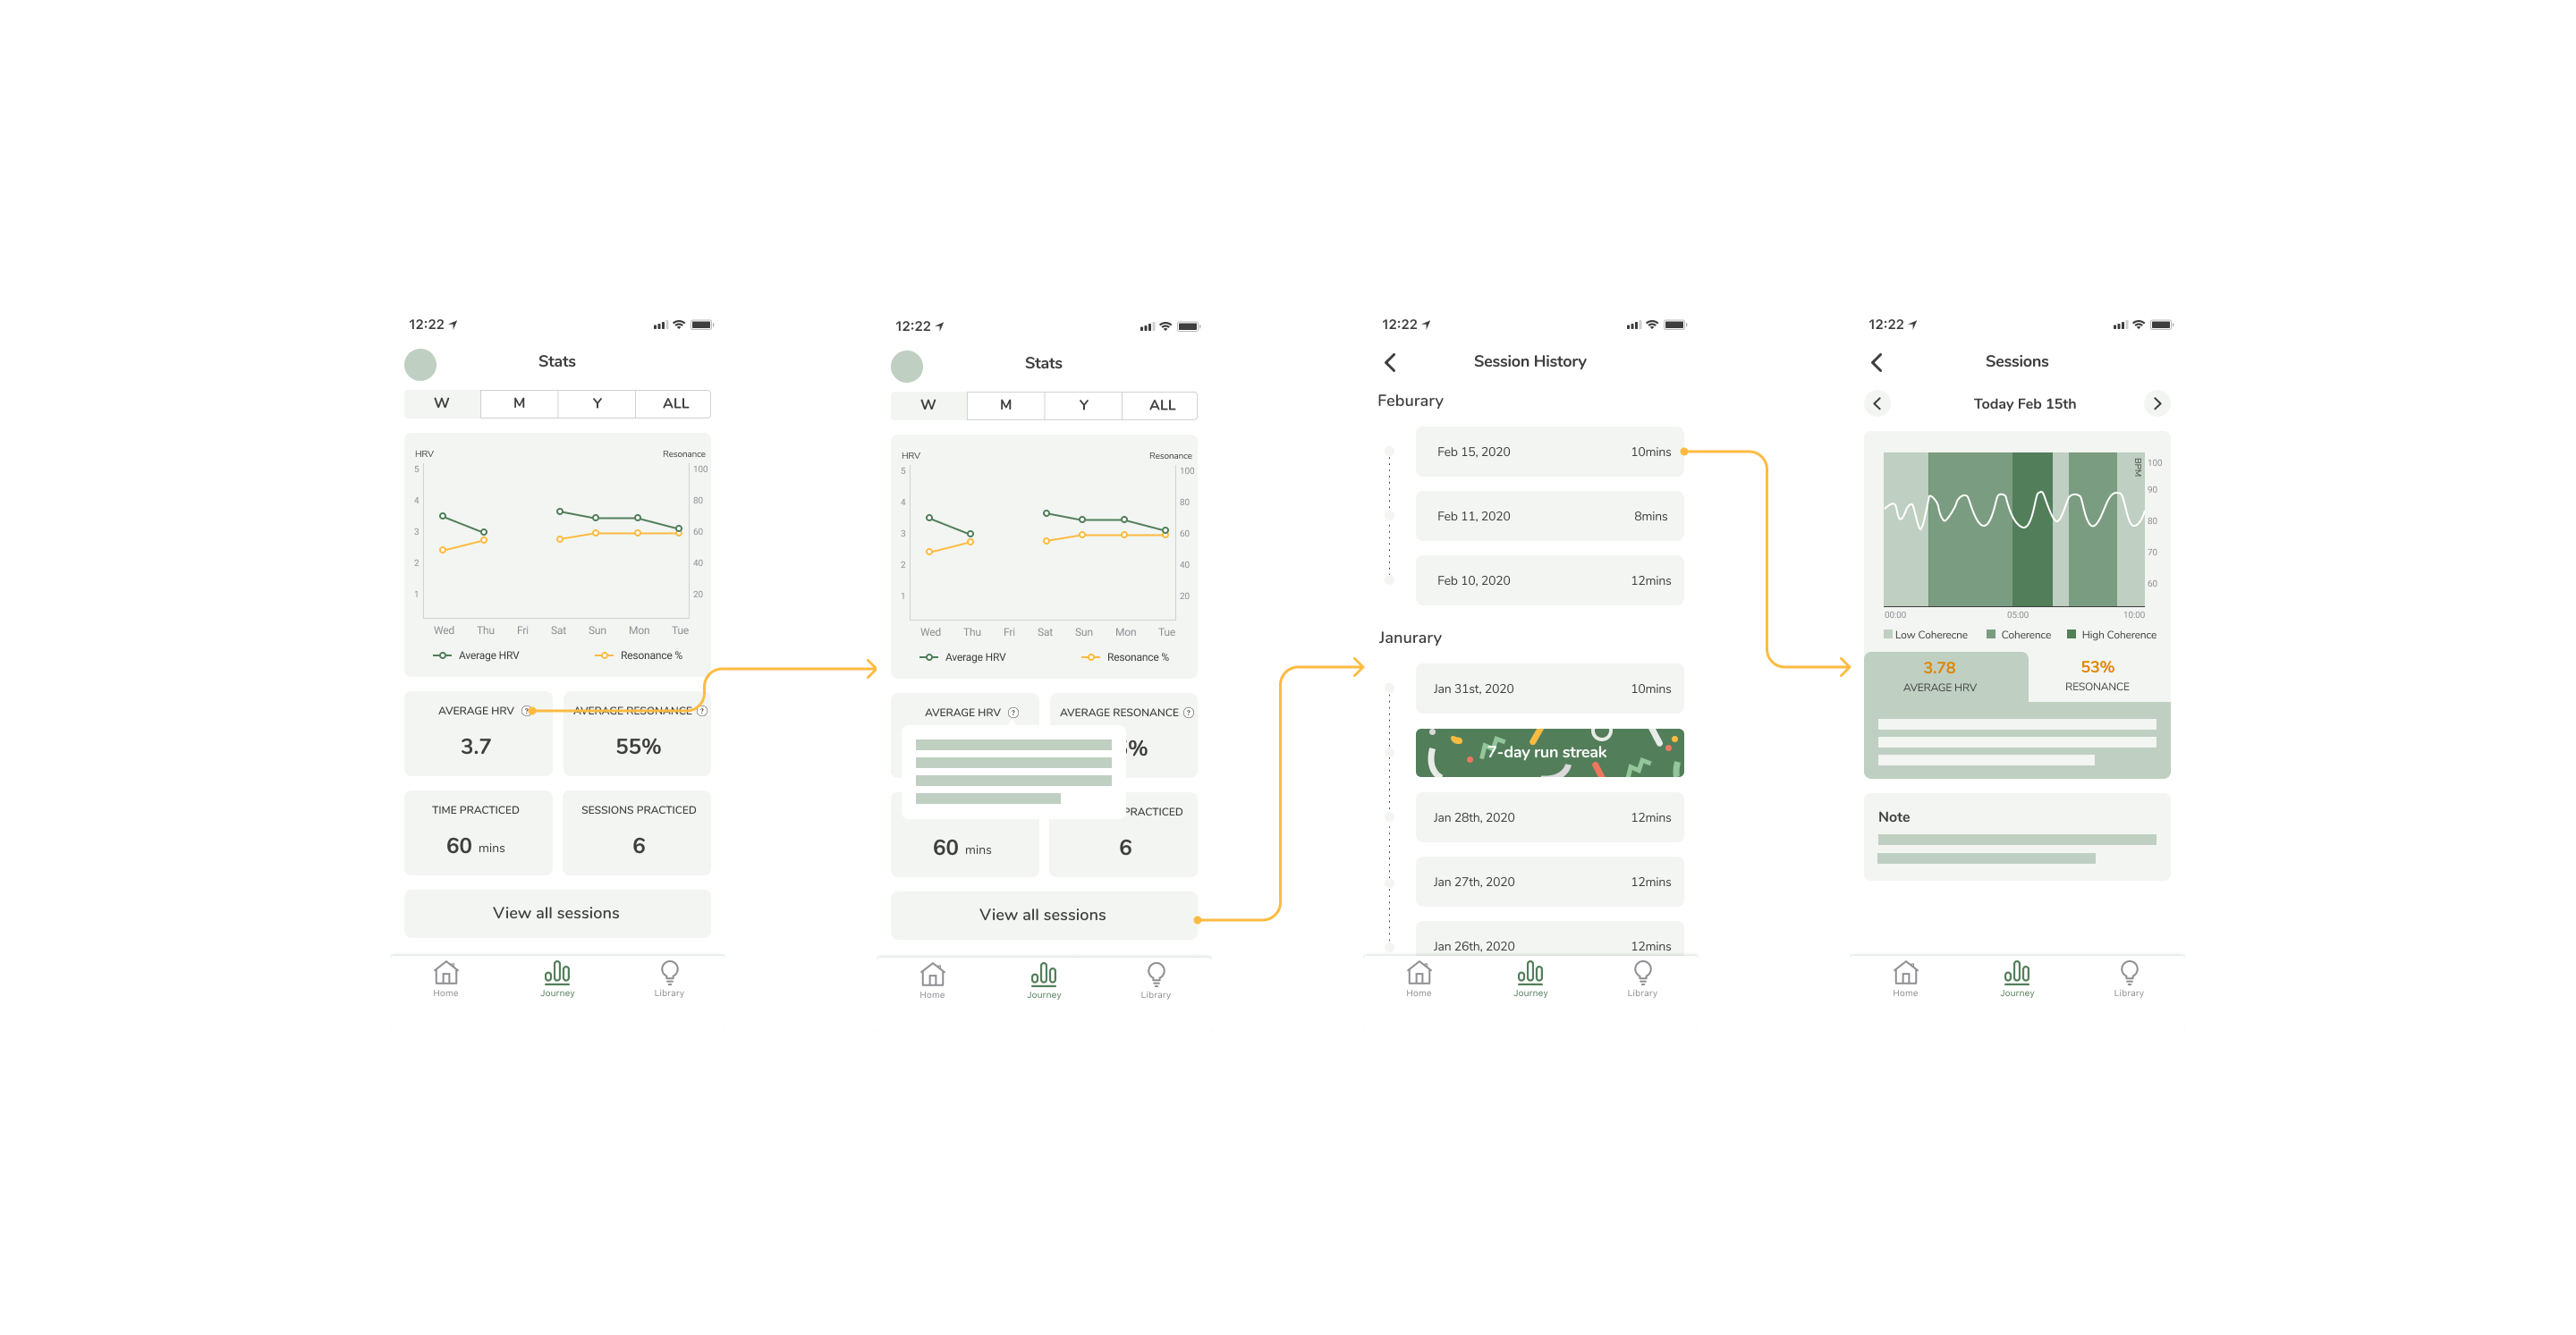 12:22
Stats
W M Y ALL
HRV Resonance
5 100
4 80
3 60
2 40
1 20
Wed Thu Fri Sat Sun Mon Tue
Average HRV Resonance %
AVERAGE HRV ? AVERAGE RESONANCE ?
3.7 55%
TIME PRACTICED SESSIONS PRACTICED
60 mins 6
View all sessions
Home Journey Library
12:22
Stats
W M Y ALL
HRV Resonance
5 100
4 80
3 60
2 40
1 20
Wed Thu Fri Sat Sun Mon Tue
Average HRV Resonance %
AVERAGE HRV ? AVERAGE RESONANCE ?
%
PRACTICED
60 mins 6
View all sessions
Home Journey Library
12:22
Session History
Feburary
Feb 15, 2020 10mins
Feb 11, 2020 8mins
Feb 10, 2020 12mins
Janurary
Jan 31st, 2020 10mins
7-day run streak
Jan 28th, 2020 12mins
Jan 27th, 2020 12mins
Jan 26th, 2020 12mins
Home Journey Library
12:22
Sessions
Today Feb 15th
BPM
100
90
80
70
60
00:00 05:00 10:00
Low Coherecne Coherence High Coherence
3.78 53%
AVERAGE HRV RESONANCE
Note
Home Journey Library